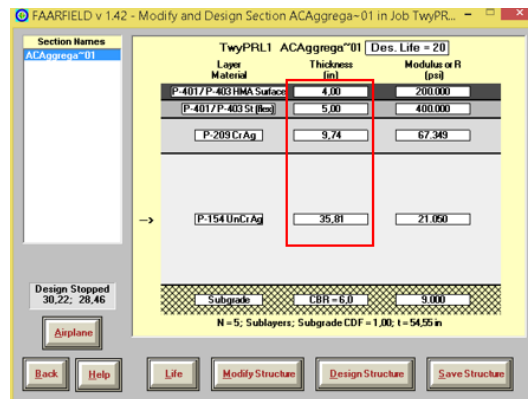 FAARFIELD v 1.42 - Modify and Design Section ACAggrega~01 in Job TwyPR...
Section Names
ACAggrega~01
TwyPRL1 ACAggrega~01 Des. Life = 20
Layer Material Thickness (in) Modulus or R (psi)
P-401/P-403 HMA Surface 4,00 200.000
P-401/P-403 St (flex) 5,00 400.000
P-209 Cr Ag 9,74 67.349
--> P-154 UnCr Ag 35,81 21.050
Subgrade CBR = 6,0 9.000
N = 5; Sublayers; Subgrade CDF = 1,00; t = 54,55 in
Design Stopped
30,22; 28,46
Airplane
Back Help Life Modify Structure Design Structure Save Structure